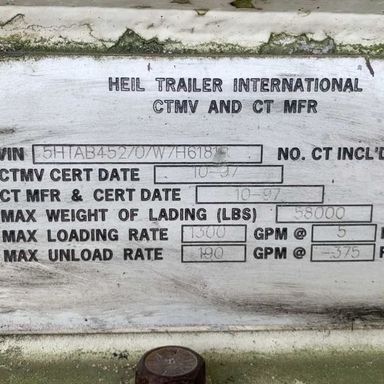 HEIL TRAILER INTERNATIONAL
CTMV AND CT MFR
VIN NO. CT INCL'D
CTMV CERT DATE 10-97
CT MFR & CERT DATE 10-97
MAX WEIGHT OF LADING (LBS) 58000
MAX LOADING RATE 1300 GPM @ 5
MAX UNLOAD RATE 190 GPM @ -375